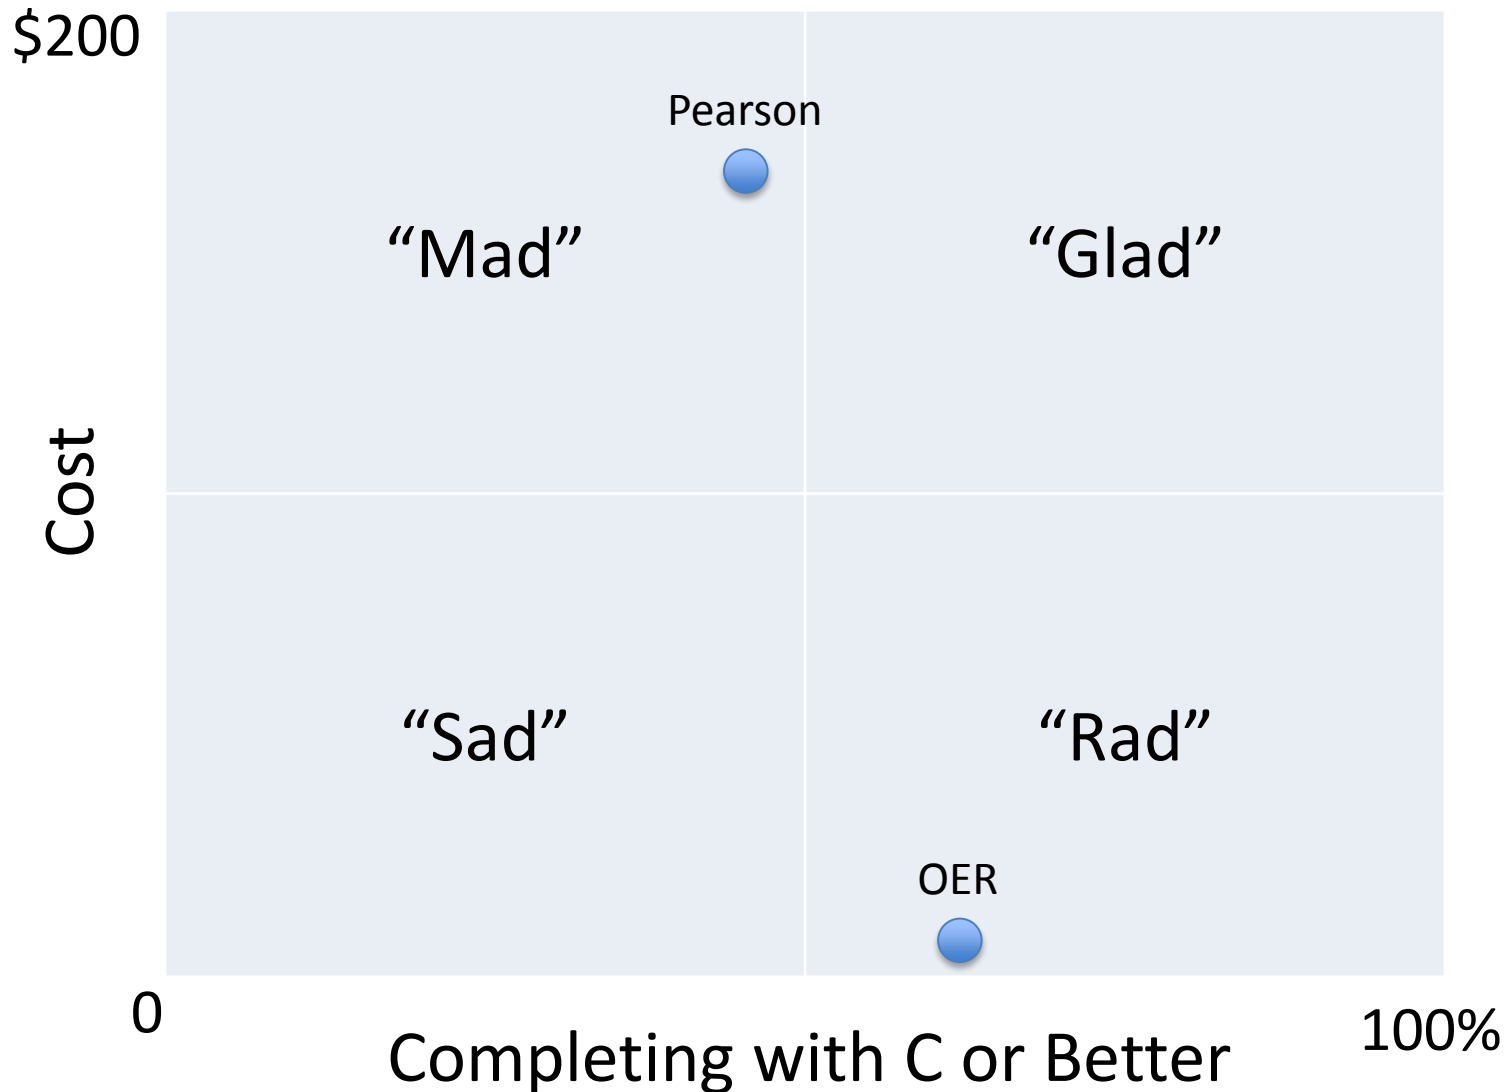 $200
Pearson
“Mad”
“Glad”
Cost
“Sad”
“Rad”
OER
0
100%
Completing with C or Better